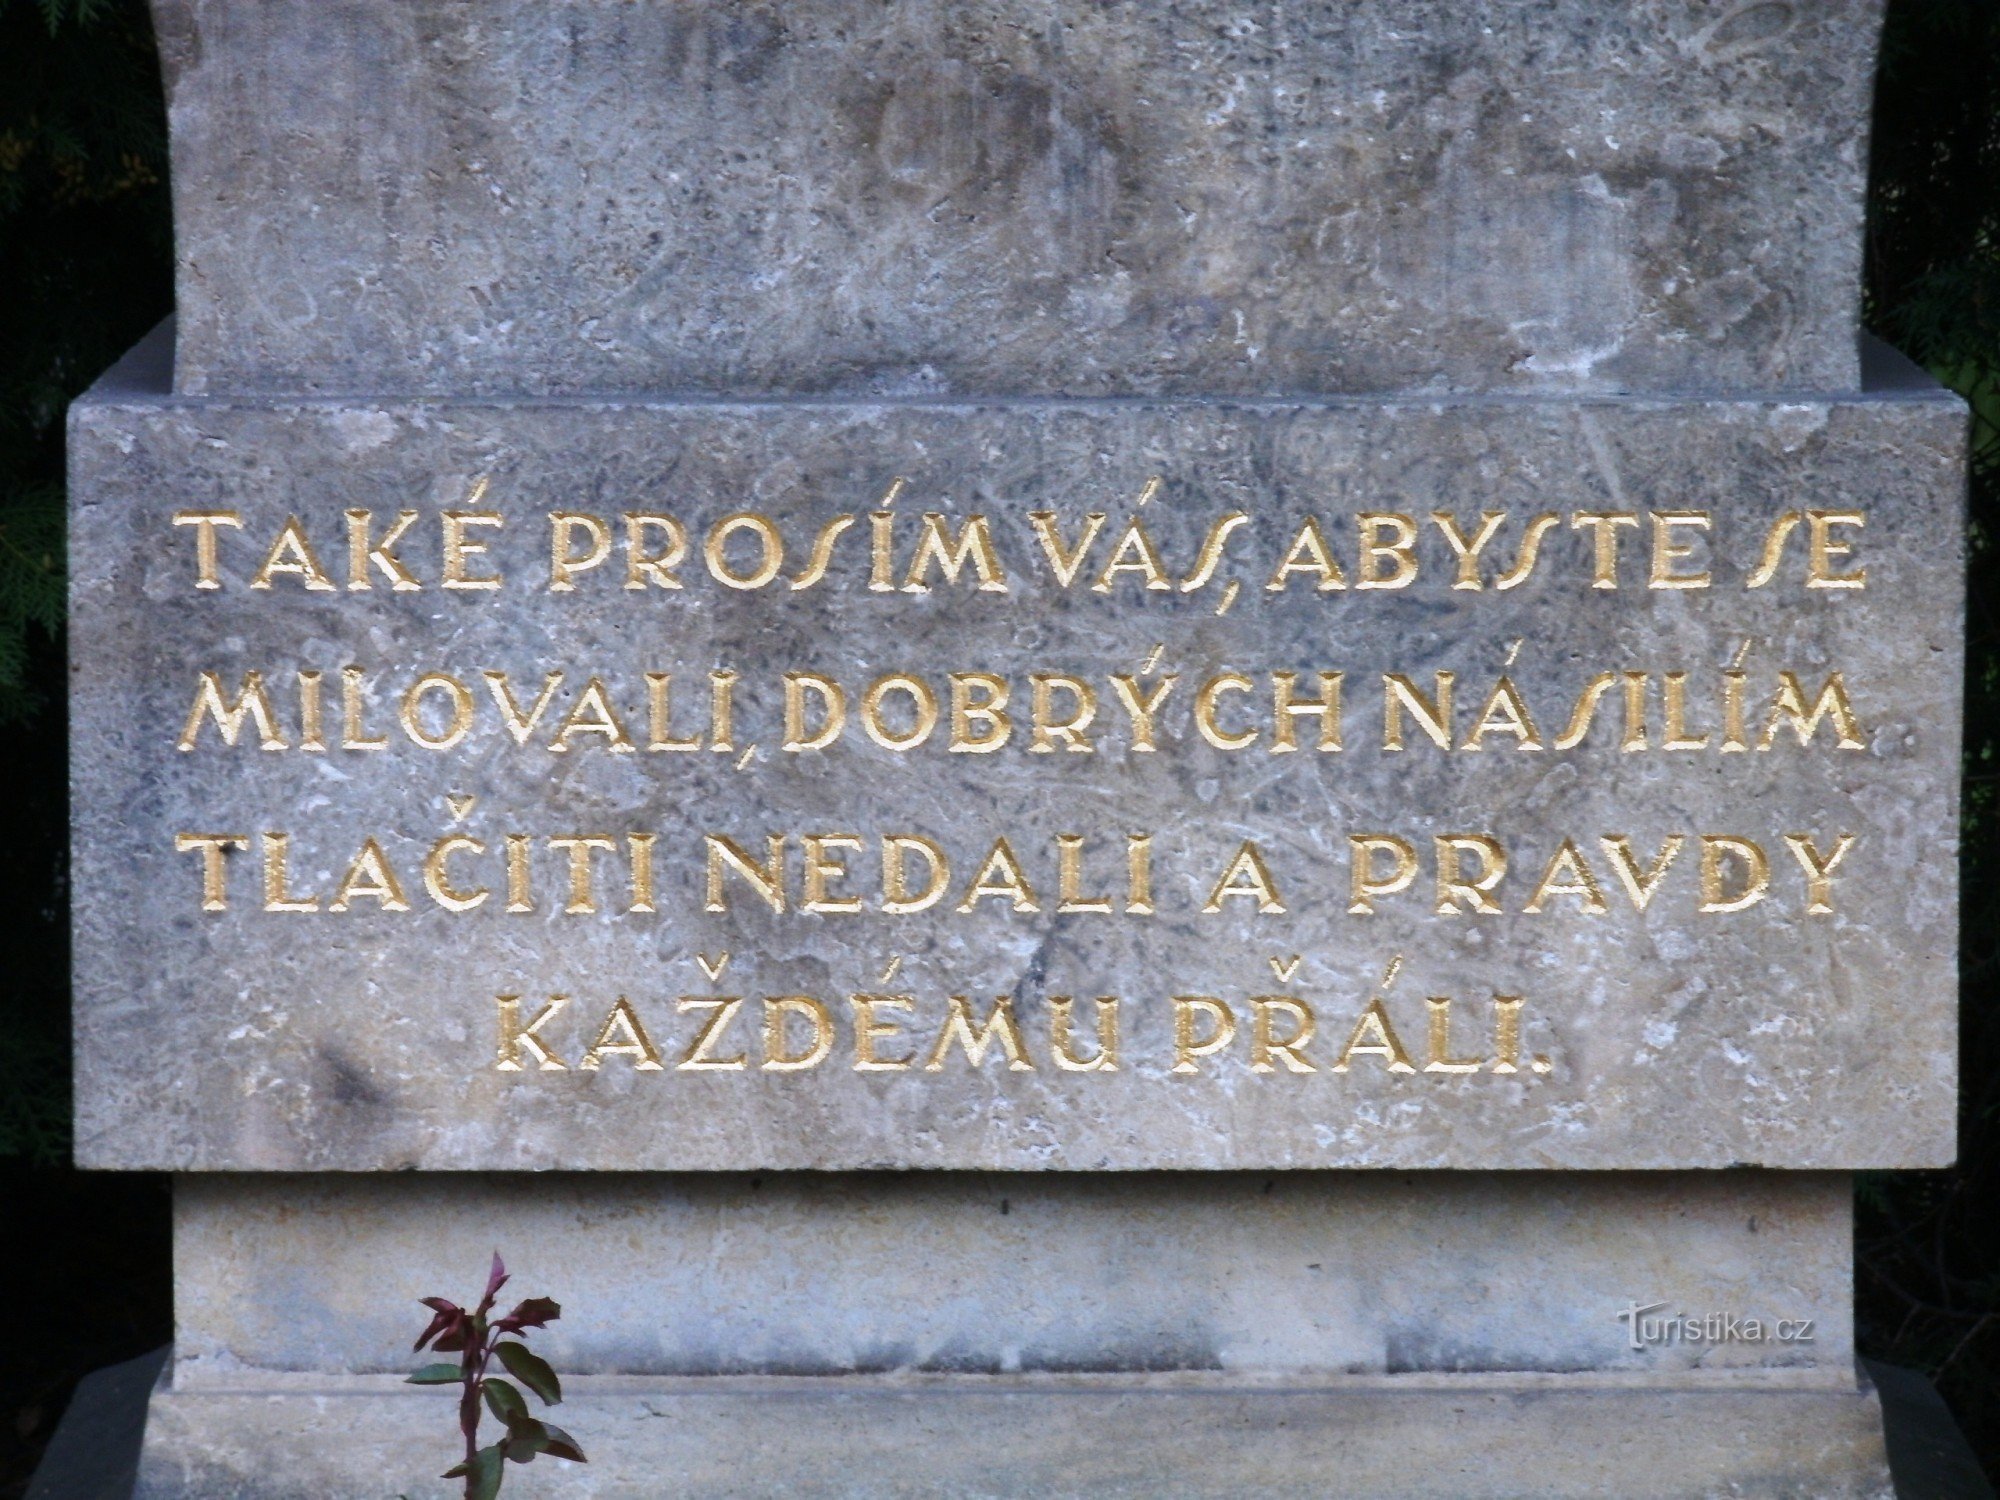 TAKÉ PROSÍM VÁS, ABYSTE SE
MILOVALI, DOBRÝCH NÁSILÍM
TLAČITI NEDALI A PRAVDY
KAŽDÉMU PŘÁLI.
Turistika.cz